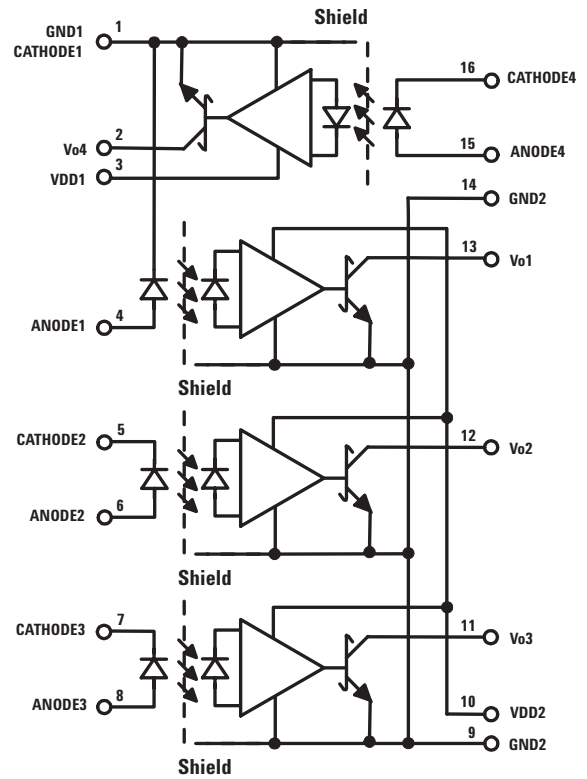 Shield
GND1 1
CATHODE1
16 CATHODE4
2
Vo4
3
VDD1
15 ANODE4
14
GND2
13
Vo1
4
ANODE1
Shield
CATHODE2 5
12
Vo2
6
ANODE2
Shield
CATHODE3 7
11
Vo3
8
ANODE3
10
VDD2
9
GND2
Shield